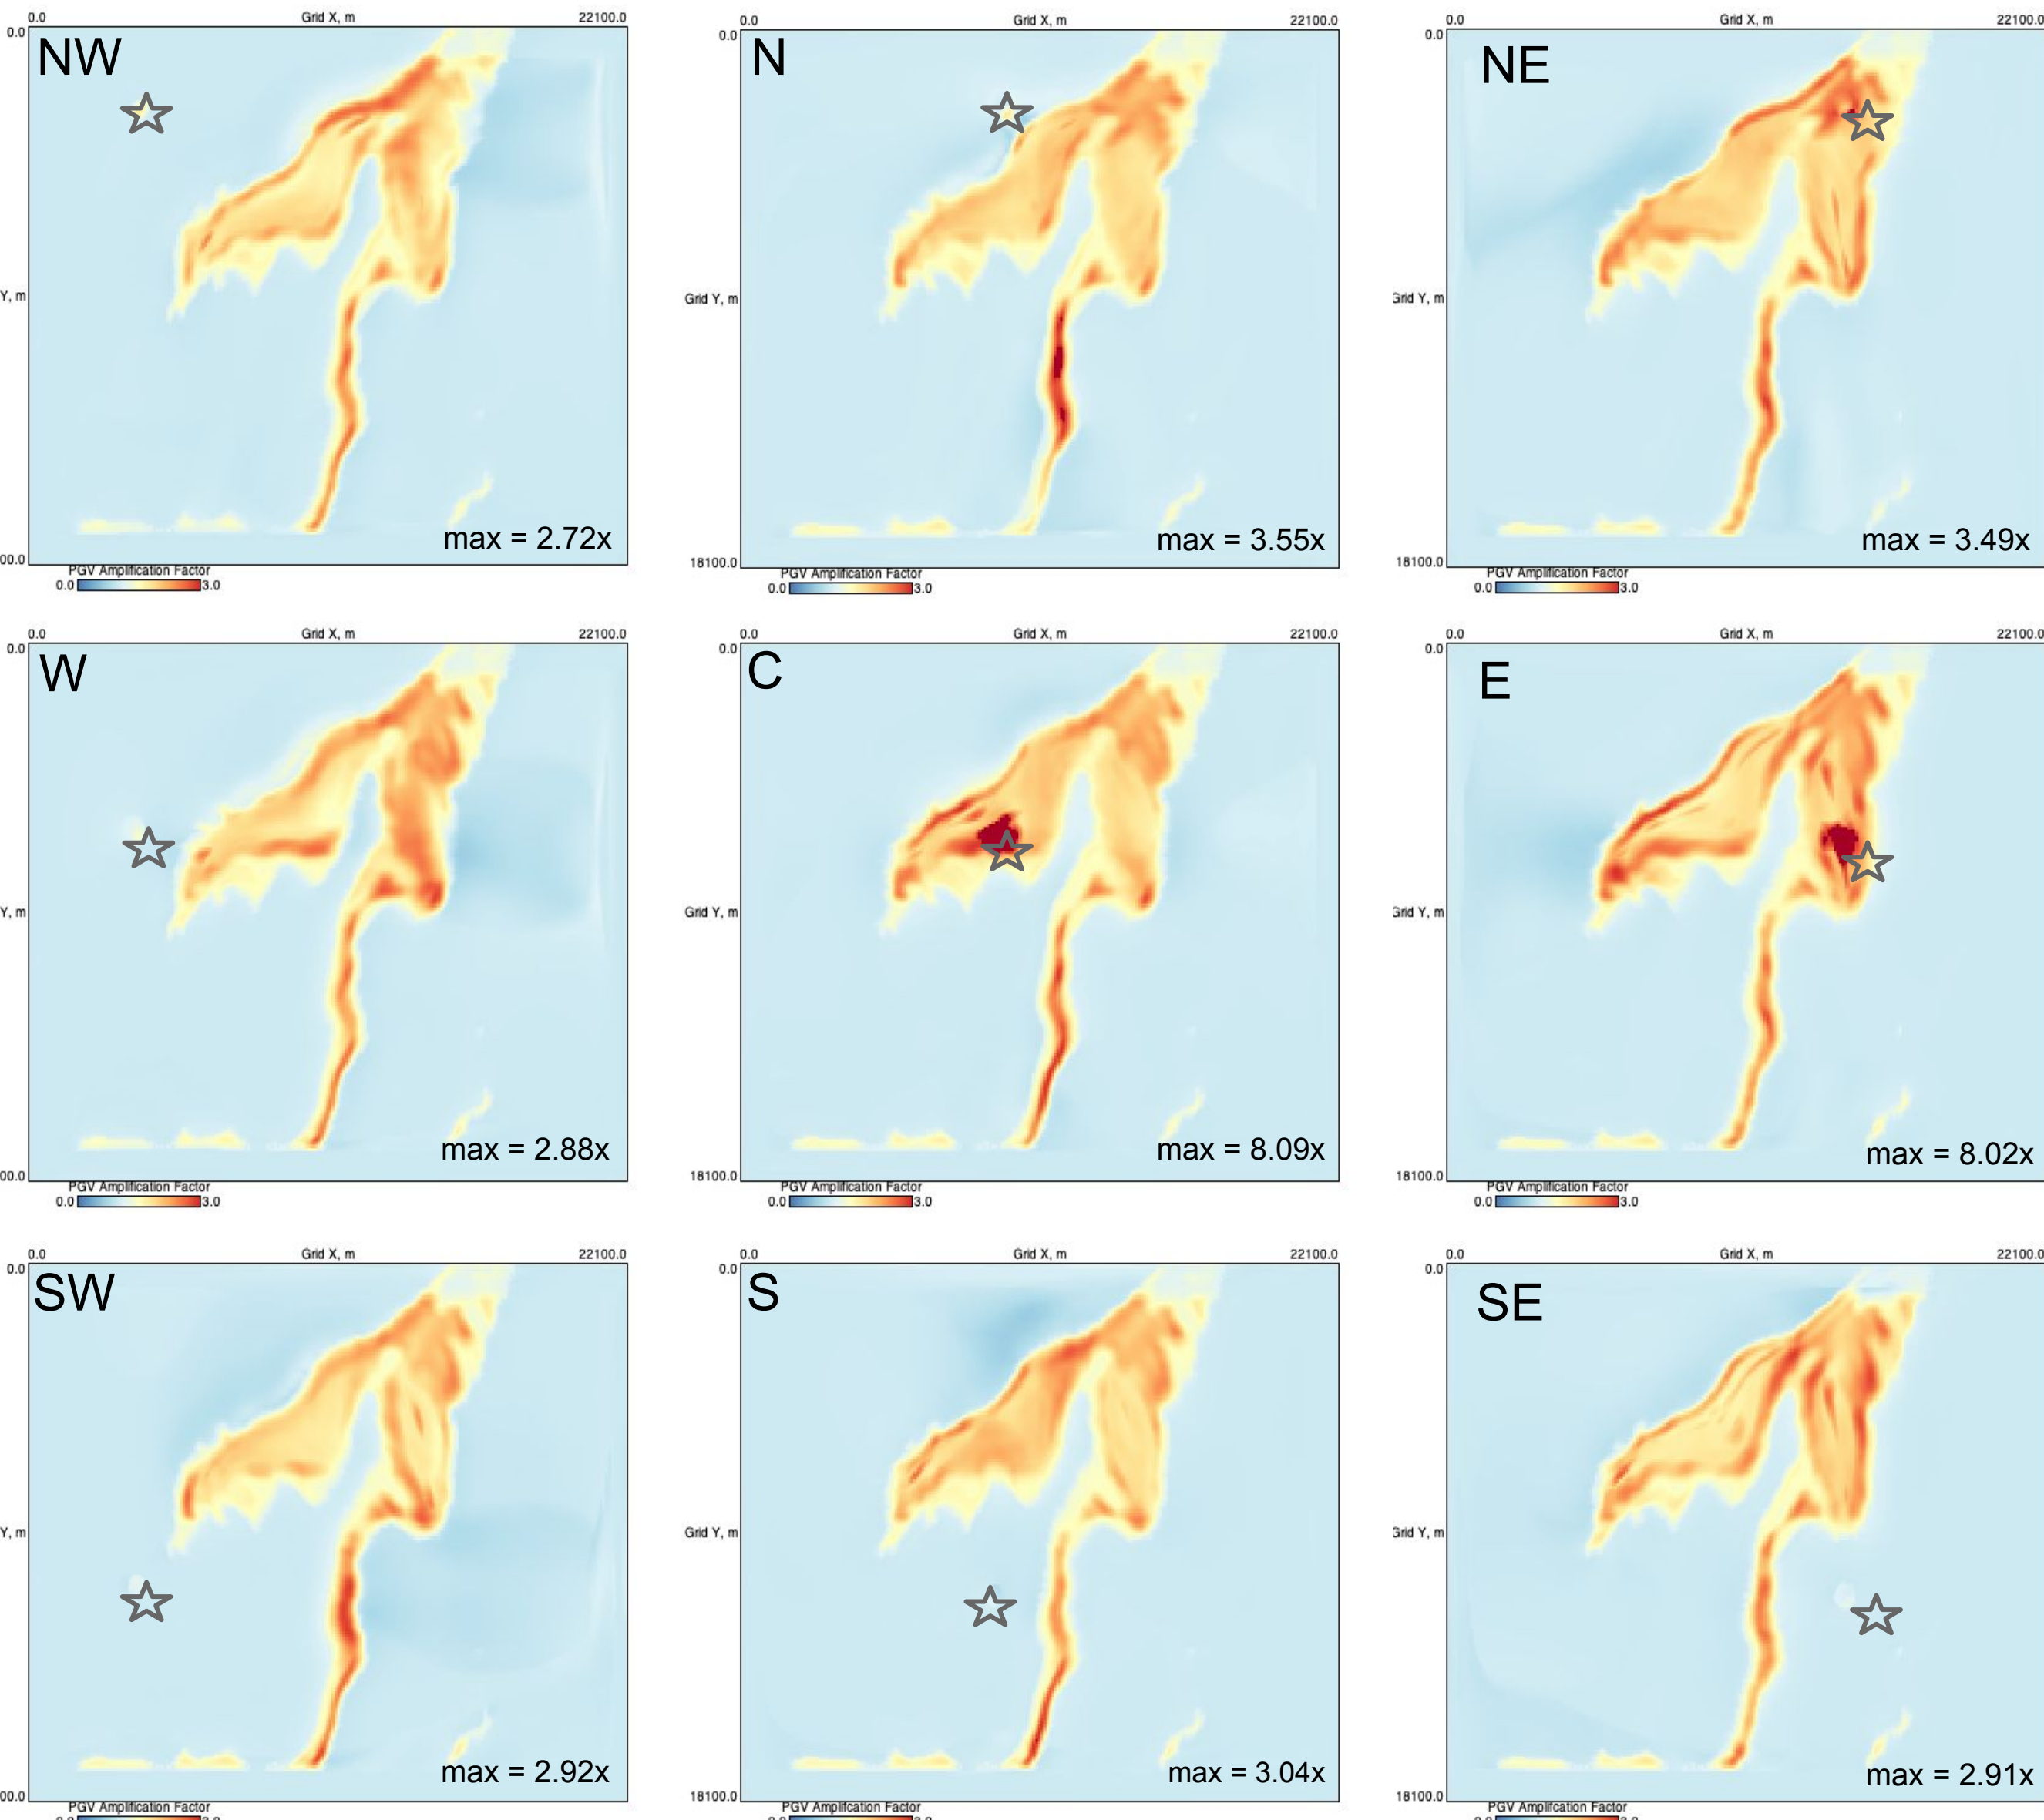 0.0 Grid X, m 22100.0
0.0 Grid X, m 22100.0
0.0 Grid X, m 22100.0
0.0
0.0
0.0
NW
N
NE
Y, m
Grid Y, m
Grid Y, m
max = 2.72x
max = 3.55x
max = 3.49x
00.0
18100.0
18100.0
PGV Amplification Factor
0.0 3.0
PGV Amplification Factor
0.0 3.0
PGV Amplification Factor
0.0 3.0
0.0 Grid X, m 22100.0
0.0 Grid X, m 22100.0
0.0 Grid X, m 22100.0
0.0
0.0
0.0
W
C
E
Y, m
Grid Y, m
Grid Y, m
max = 2.88x
max = 8.09x
max = 8.02x
00.0
18100.0
18100.0
PGV Amplification Factor
0.0 3.0
PGV Amplification Factor
0.0 3.0
PGV Amplification Factor
0.0 3.0
0.0 Grid X, m 22100.0
0.0 Grid X, m 22100.0
0.0 Grid X, m 22100.0
0.0
0.0
0.0
SW
S
SE
Y, m
Grid Y, m
Grid Y, m
max = 2.92x
max = 3.04x
max = 2.91x
00.0
18100.0
18100.0
PGV Amplification Factor
PGV Amplification Factor
PGV Amplification Factor